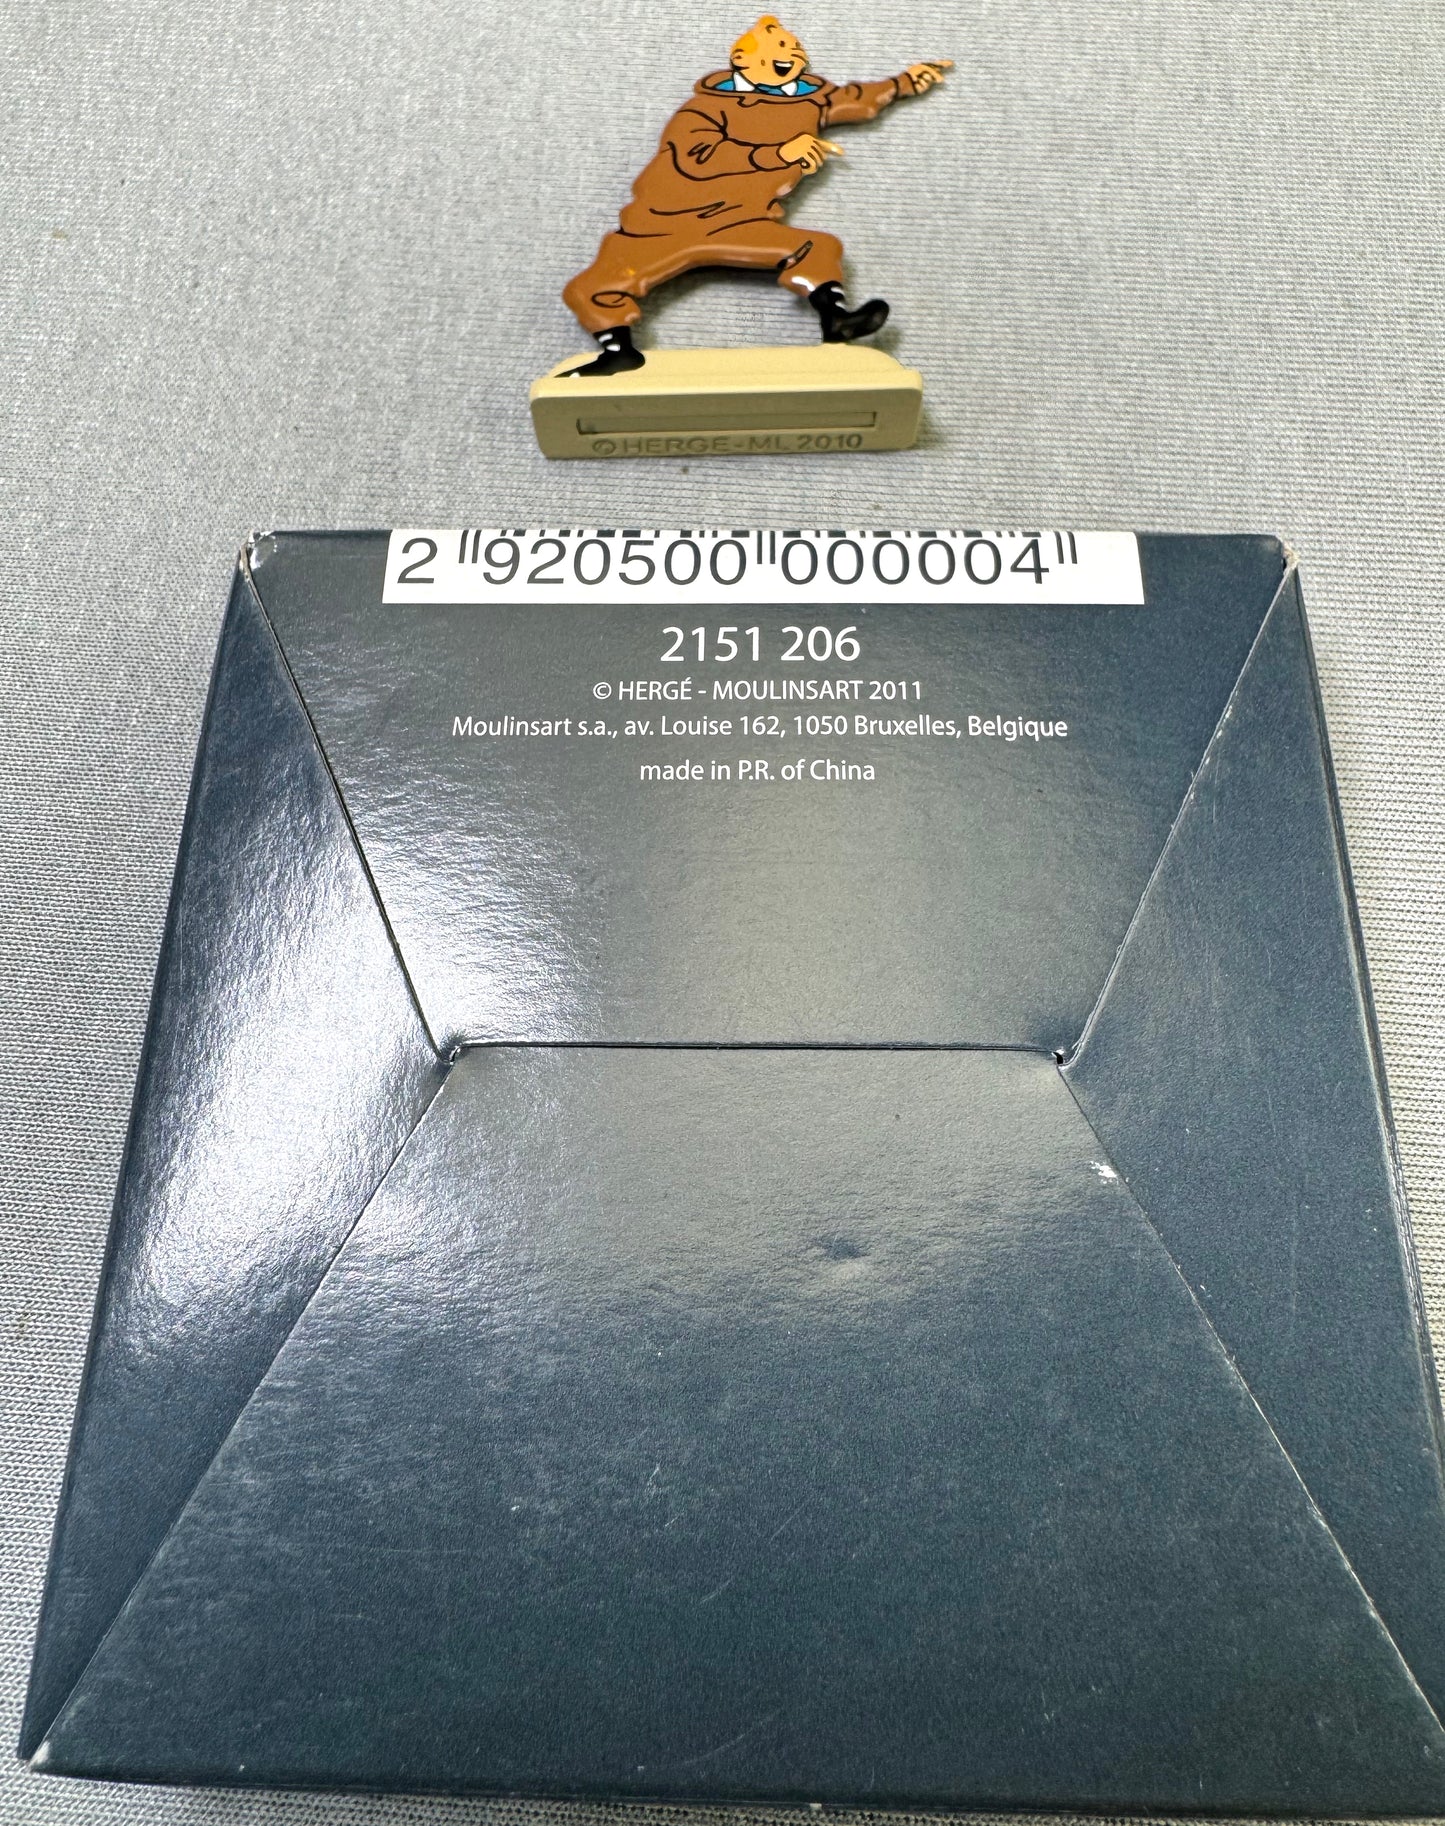 © HERGE-ML 2010
2 920500 000004
2151 206
© HERGÉ - MOULINSART 2011
Moulinsart s.a., av. Louise 162, 1050 Bruxelles, Belgique
made in P.R. of China